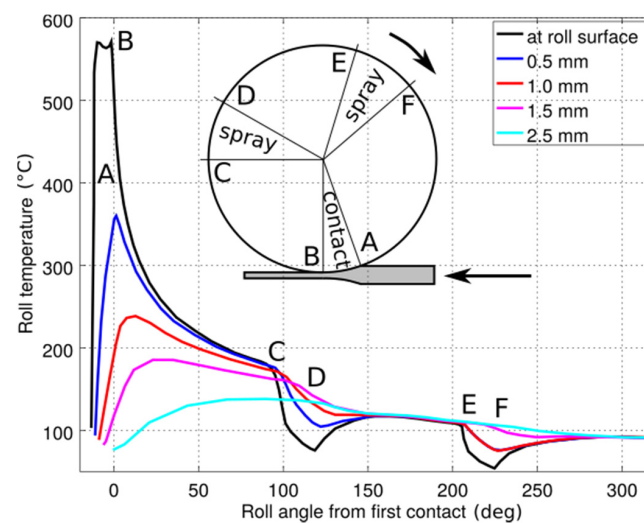 600
500
400
300
200
100
Roll temperature (°C)
0
50
100
150
200
250
300
Roll angle from first contact (deg)
at roll surface
0.5 mm
1.0 mm
1.5 mm
2.5 mm
B
A
C
D
E
F
E
F
spray
D
spray
C
contact
A
B